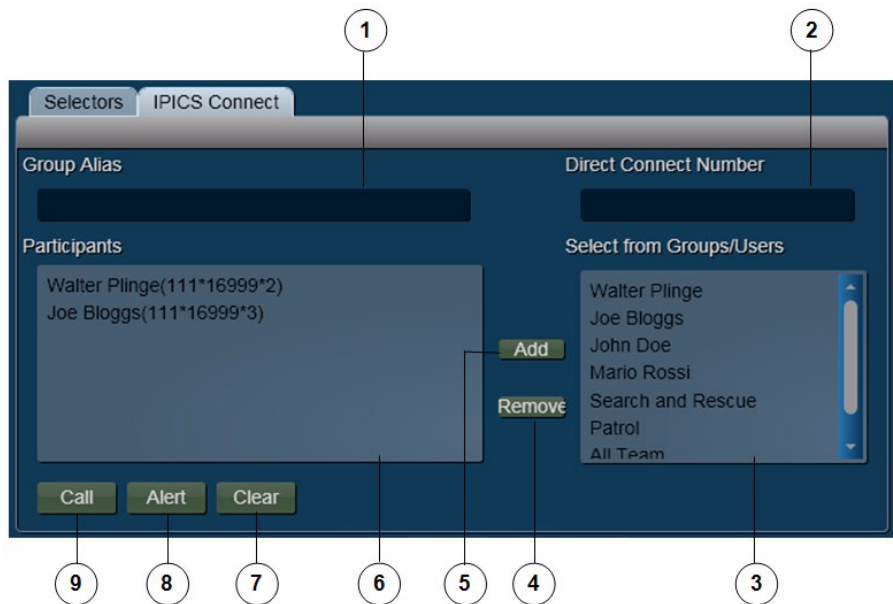 1
2
Selectors
IPICS Connect
Group Alias
Direct Connect Number
Participants
Select from Groups/Users
Walter Plinge(111*16999*2)
Joe Bloggs(111*16999*3)
Walter Plinge
Joe Bloggs
John Doe
Mario Rossi
Search and Rescue
Patrol
All Team
Add
Remove
Call
Alert
Clear
9
8
7
6
5
4
3